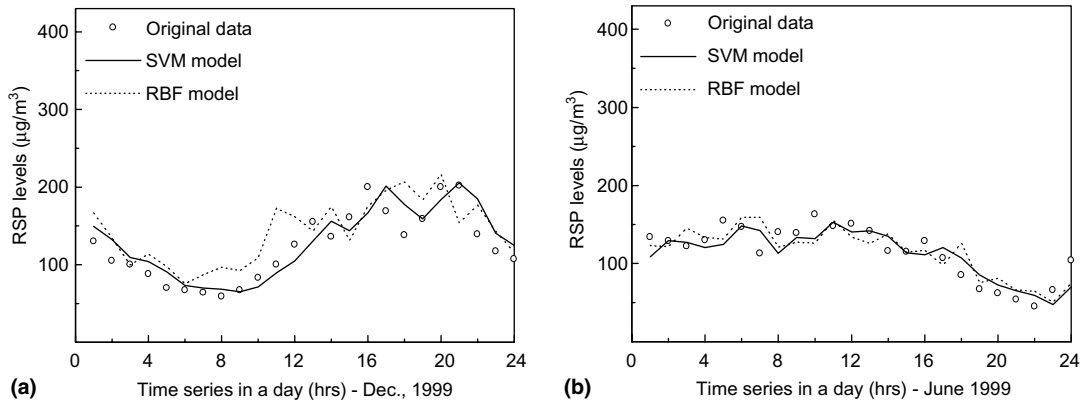 400
300
200
100
0
4
8
12
16
20
24
RSP levels (μg/m³)
Original data
SVM model
RBF model
(a)
Time series in a day (hrs) - Dec., 1999
400
300
200
100
0
4
8
12
16
20
24
RSP levels (μg/m³)
Original data
SVM model
RBF model
(b)
Time series in a day (hrs) - June 1999